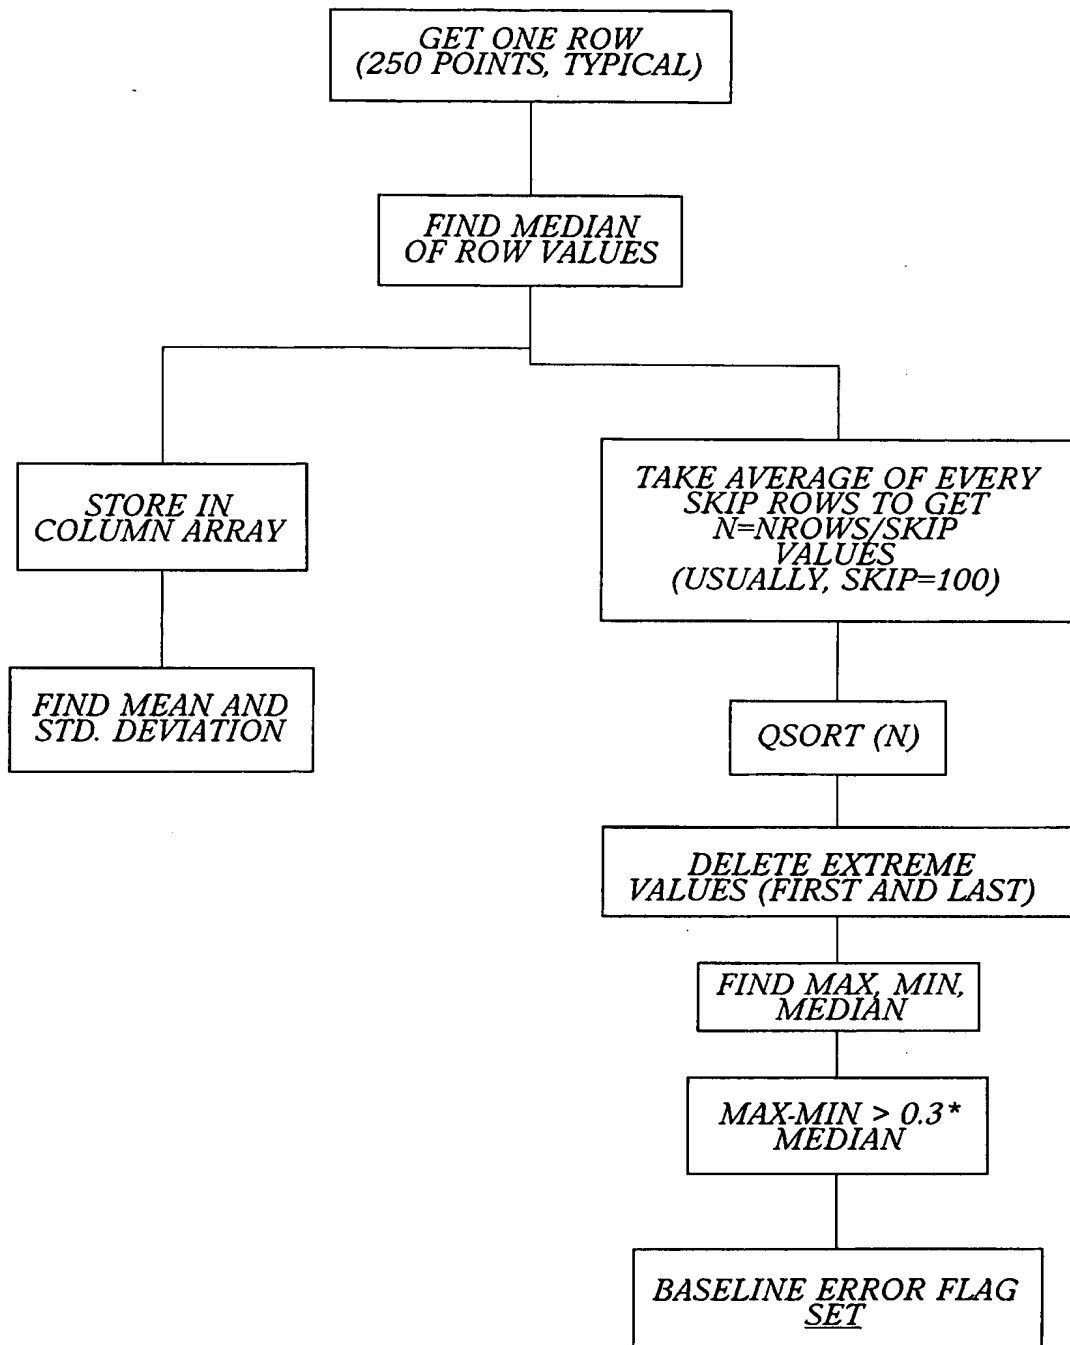 GET ONE ROW
(250 POINTS, TYPICAL)
FIND MEDIAN
OF ROW VALUES
STORE IN
COLUMN ARRAY
FIND MEAN AND
STD. DEVIATION
TAKE AVERAGE OF EVERY
SKIP ROWS TO GET
N=NROWS/SKIP
VALUES
(USUALLY, SKIP=100)
QSORT (N)
DELETE EXTREME
VALUES (FIRST AND LAST)
FIND MAX, MIN,
MEDIAN
MAX-MIN > 0.3*
MEDIAN
BASELINE ERROR FLAG
SET